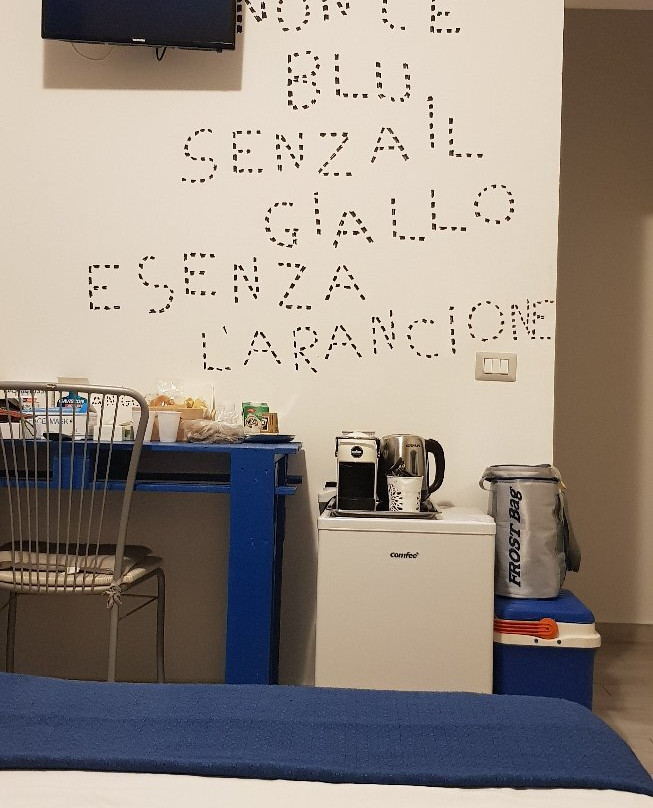 NON C'È
BLU
SENZA IL
GIALLO
E SENZA
L'ARANCIONE
comfee'
FROST Bag